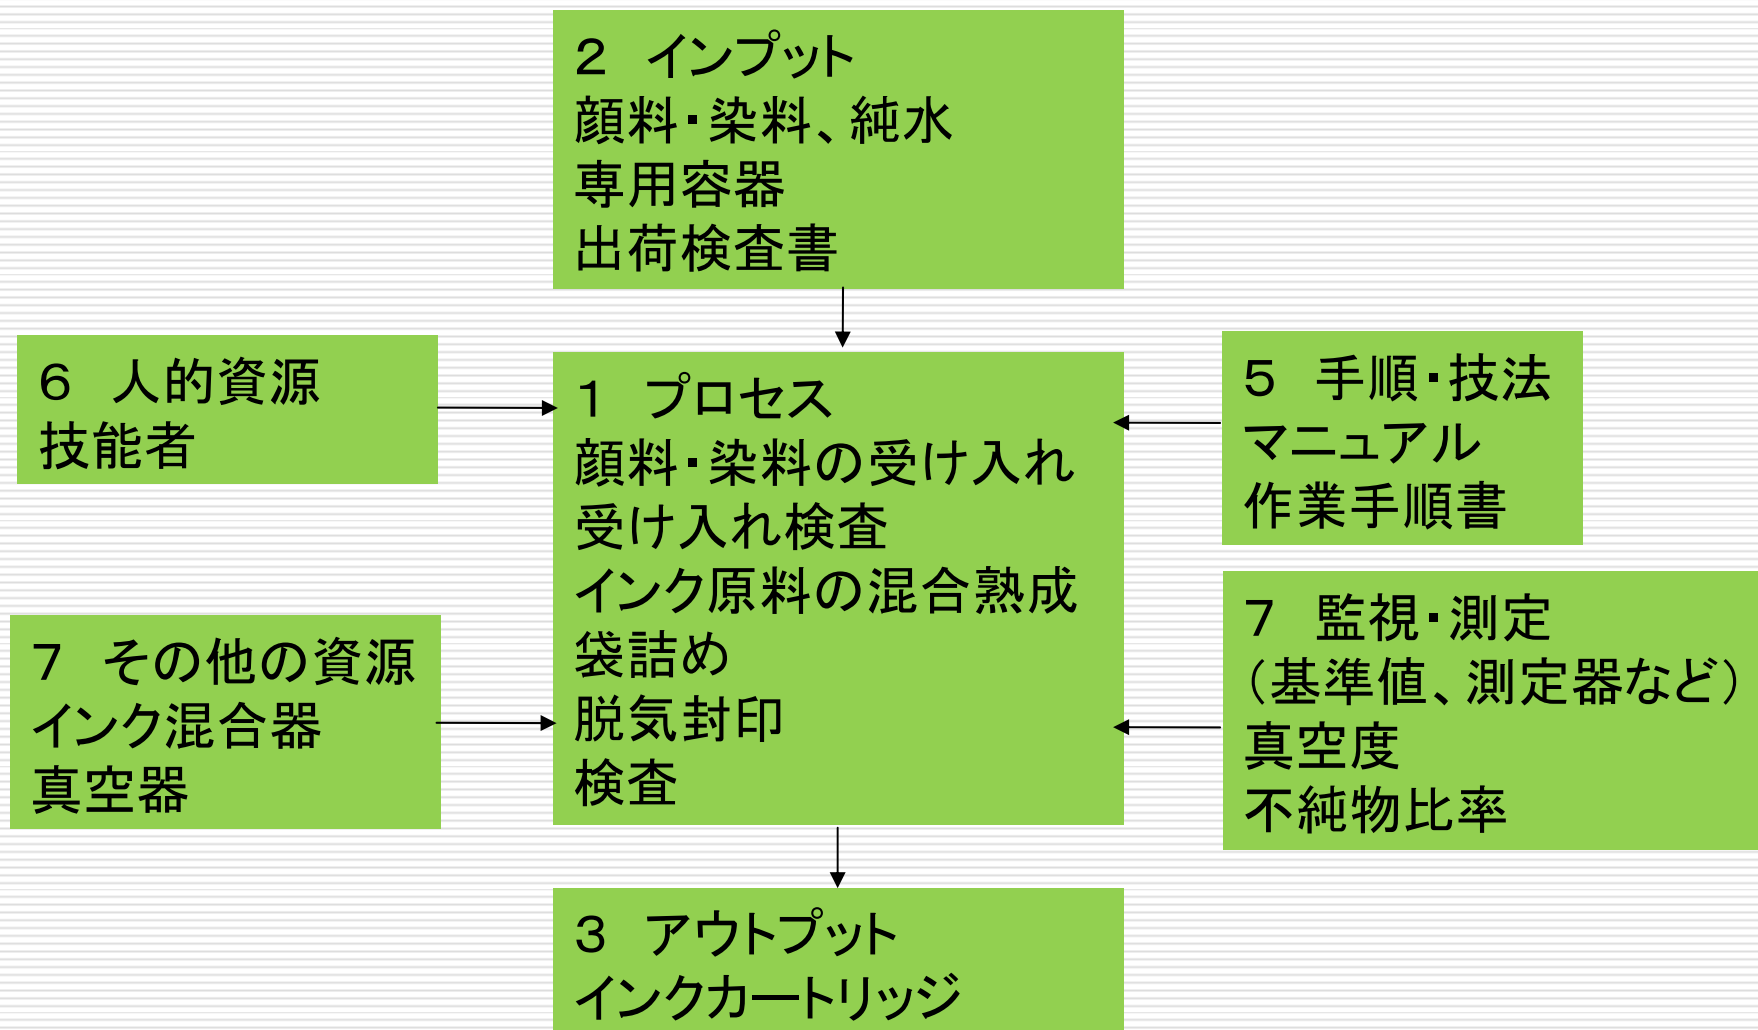 ２　インプット
顔料・染料、純水
専用容器
出荷検査書
６　人的資源
技能者
１　プロセス
顔料・染料の受け入れ
受け入れ検査
インク原料の混合熟成
袋詰め
脱気封印
検査
５　手順・技法
マニュアル
作業手順書
７　その他の資源
インク混合器
真空器
７　監視・測定
（基準値、測定器など）
真空度
不純物比率
３　アウトプット
インクカートリッジ